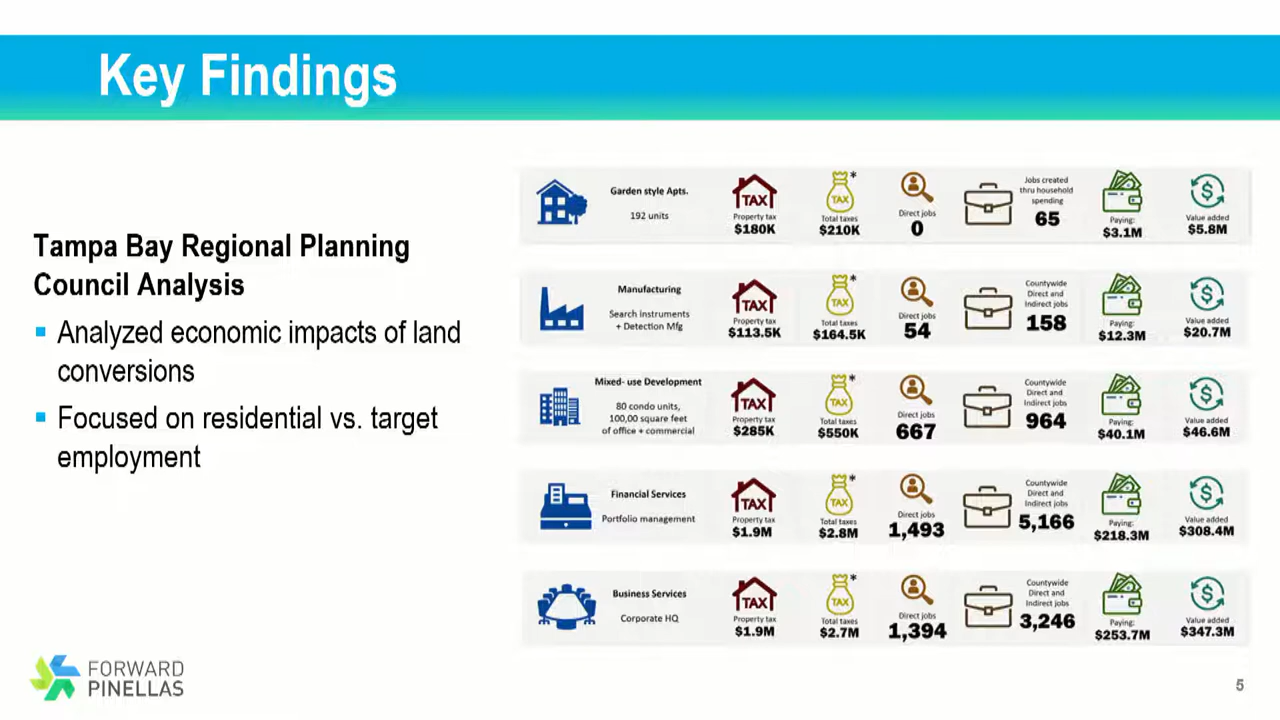 Key Findings
Tampa Bay Regional Planning
Council Analysis
Analyzed economic impacts of land
conversions
Focused on residential vs. target
employment
Garden style Apts.
192 units
TAX
Property tax
$180K
*
TAX
Total taxes
$210K
Direct jobs
0
Jobs created
thru household
spending
65
Paying:
$3.1M
$
Value added
$5.8M
Manufacturing
Search instruments
+ Detection Mfg
TAX
Property tax
$113.5K
*
TAX
Total taxes
$164.5K
Direct jobs
54
Countywide
Direct and
Indirect jobs
158
Paying:
$12.3M
$
Value added
$20.7M
Mixed- use Development
80 condo units,
100,00 square feet
of office + commercial
TAX
Property tax
$285K
*
TAX
Total taxes
$550K
Direct jobs
667
Countywide
Direct and
Indirect jobs
964
Paying:
$40.1M
$
Value added
$46.6M
Financial Services
Portfolio management
TAX
Property tax
$1.9M
*
TAX
Total taxes
$2.8M
Direct jobs
1,493
Countywide
Direct and
Indirect jobs
5,166
Paying:
$218.3M
$
Value added
$308.4M
Business Services
Corporate HQ
TAX
Property tax
$1.9M
*
TAX
Total taxes
$2.7M
Direct jobs
1,394
Countywide
Direct and
Indirect jobs
3,246
Paying:
$253.7M
$
Value added
$347.3M
FORWARD
PINELLAS
5